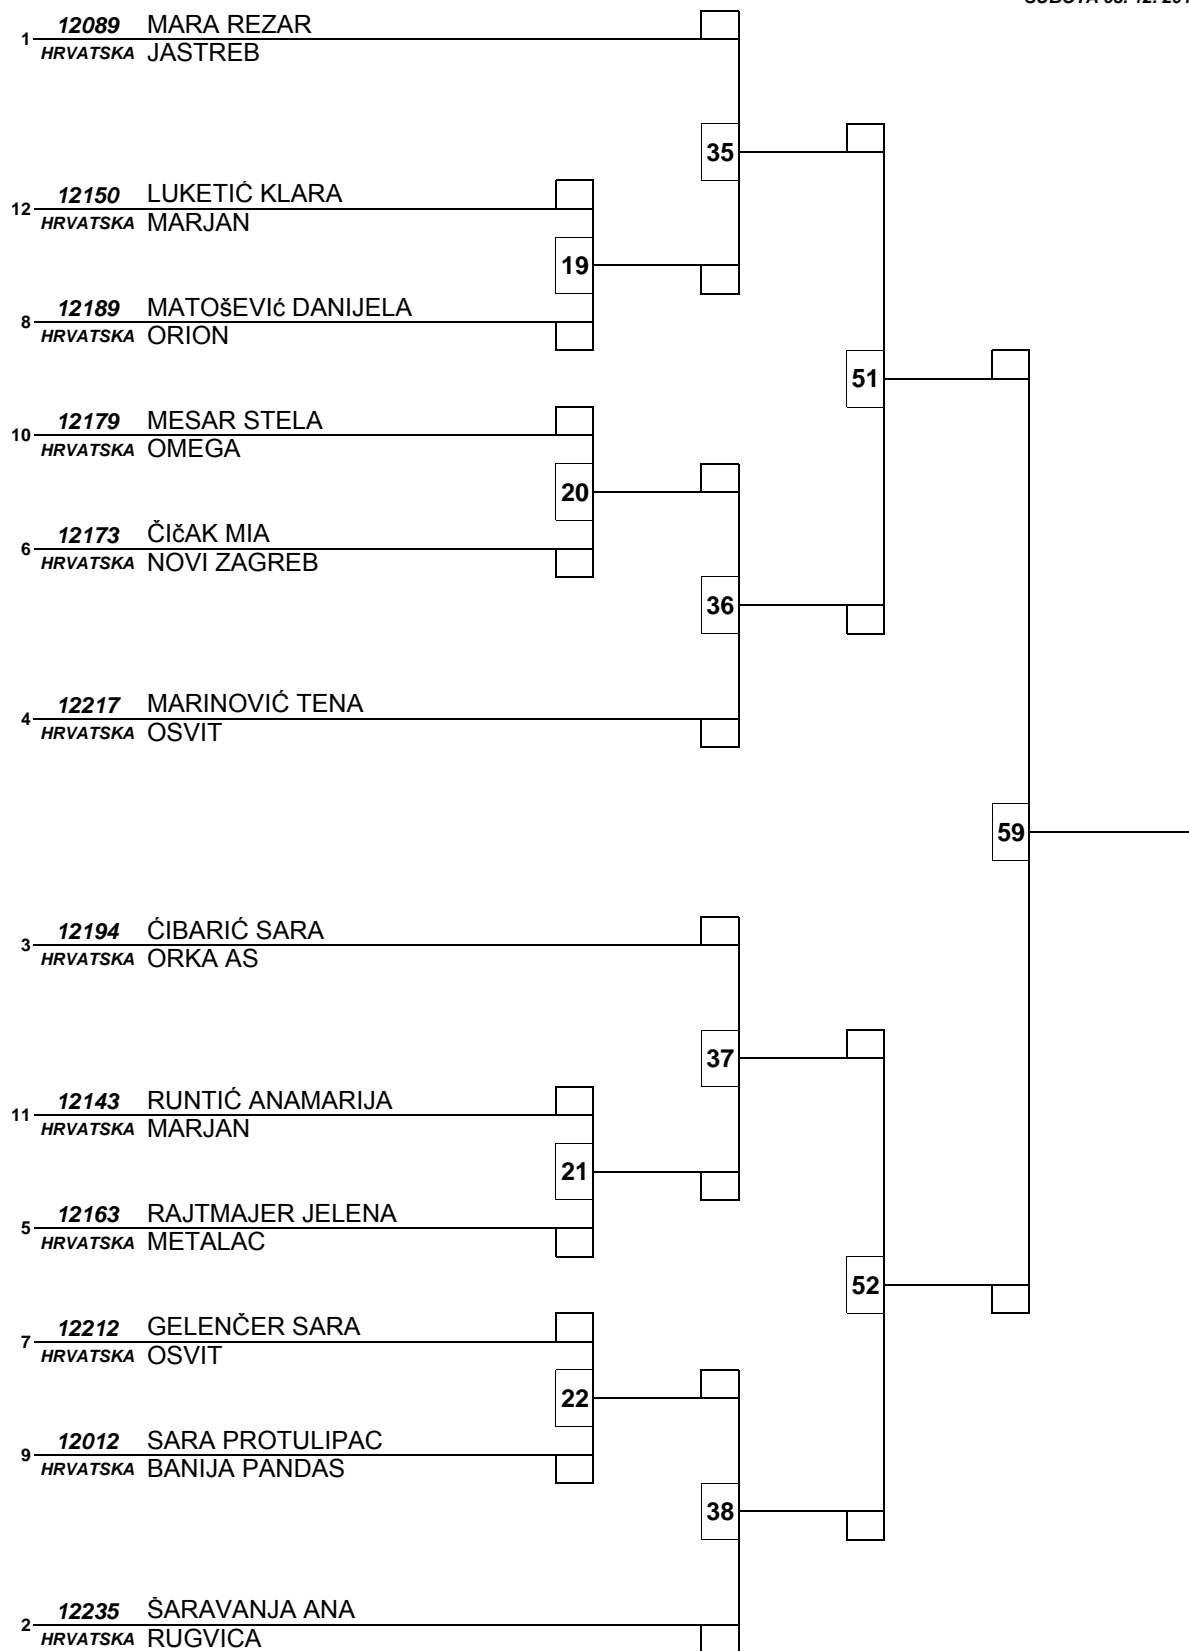 12089 MARA REZAR
1
HRVATSKA JASTREB
35
12150 LUKETIĆ KLARA
12
HRVATSKA MARJAN
19
12189 MATOšEVIć DANIJELA
8
HRVATSKA ORION
51
12179 MESAR STELA
10
HRVATSKA OMEGA
20
12173 ČIčAK MIA
6
HRVATSKA NOVI ZAGREB
36
12217 MARINOVIĆ TENA
4
HRVATSKA OSVIT
59
12194 ĆIBARIĆ SARA
3
HRVATSKA ORKA AS
37
12143 RUNTIĆ ANAMARIJA
11
HRVATSKA MARJAN
21
12163 RAJTMAJER JELENA
5
HRVATSKA METALAC
52
12212 GELENČER SARA
7
HRVATSKA OSVIT
22
12012 SARA PROTULIPAC
9
HRVATSKA BANIJA PANDAS
38
12235 ŠARAVANJA ANA
2
HRVATSKA RUGVICA